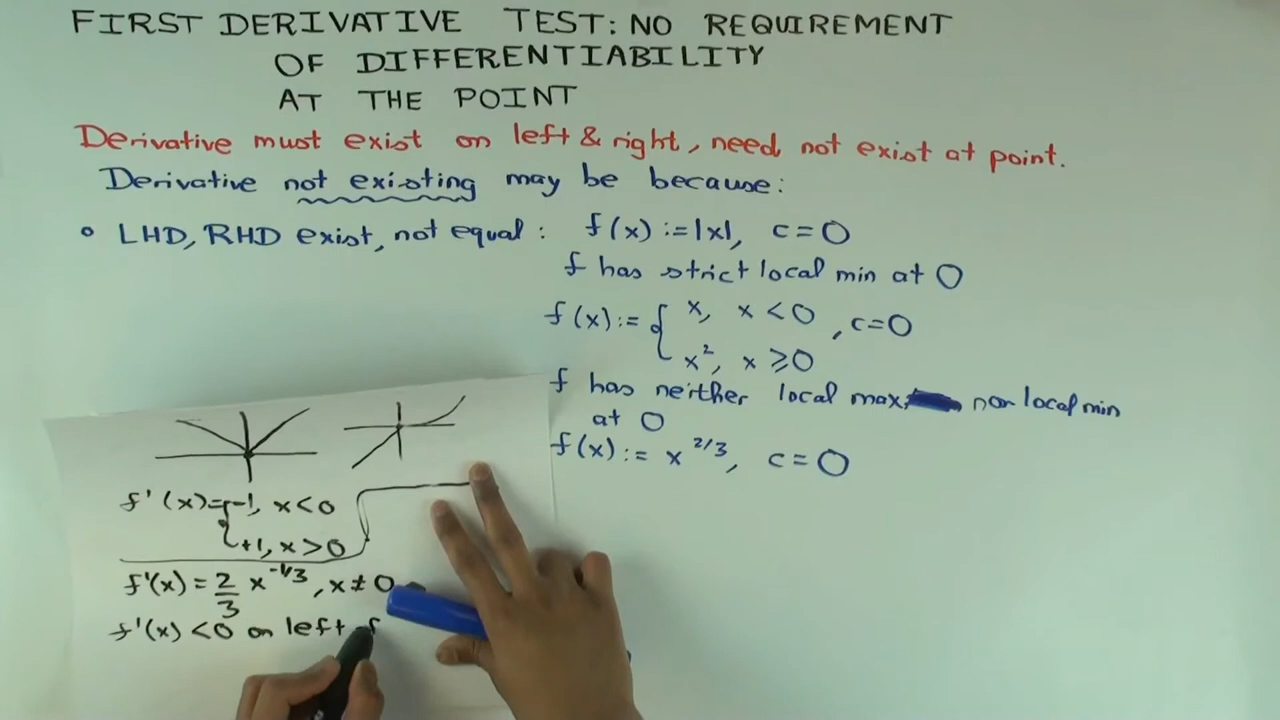 FIRST DERIVATIVE TEST: NO REQUIREMENT
OF DIFFERENTIABILITY
AT THE POINT
Derivative must exist on left & right, need not exist at point.
Derivative not existing may be because:
• LHD, RHD exist, not equal: f(x) := |x|, c=0
f has strict local min at 0
f(x) := { x, x < 0
x², x ≥ 0 , c=0
f has neither local max nor local min
at 0
f(x) := x^{2/3}, c=0
f'(x) = { -1, x < 0
+1, x > 0
f'(x) = 2/3 x^{-1/3}, x ≠ 0
f'(x) < 0 on left